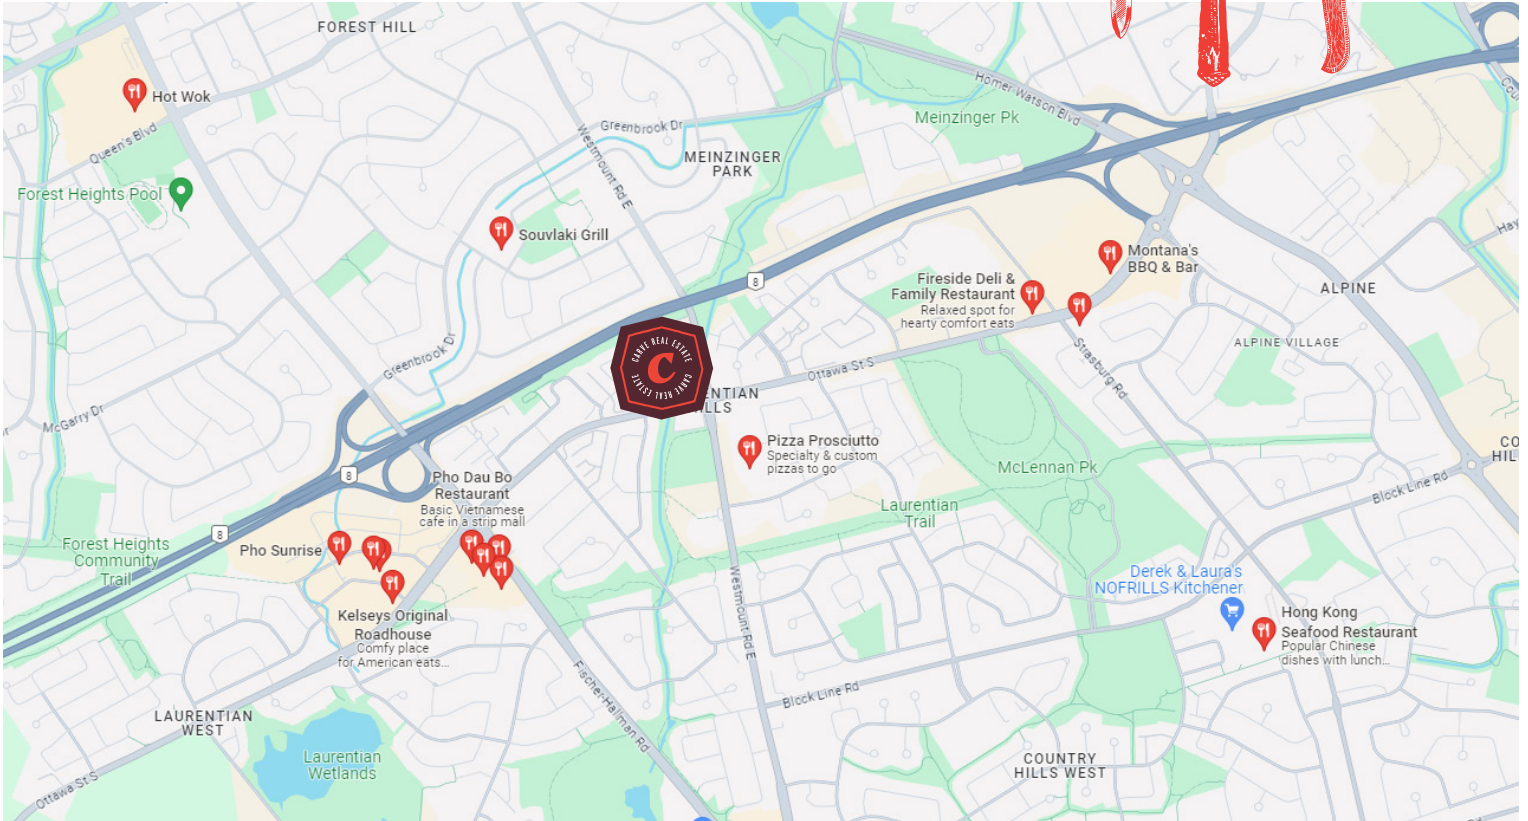 FOREST HILL
Hot Wok
Queen's Blvd
Forest Heights Pool
Greenbrook Dr
Westmount Rd E
MEINZINGER
PARK
Homer Watson Blvd
Meinzinger Pk
Souvlaki Grill
8
Montana's
BBQ & Bar
Fireside Deli &
Family Restaurant
Relaxed spot for
hearty comfort eats
ALPINE
ALPINE VILLAGE
Strasburg Rd
Ottawa St S
CARVE REAL ESTATE
C
CARVE REAL ESTATE
Greenbrook Dr
McGarry Dr
Pizza Prosciutto
Specialty & custom
pizzas to go
McLennan Pk
Block Line Rd
8
Pho Dau Bo
Restaurant
Basic Vietnamese
cafe in a strip mall
Laurentian
Trail
8
Forest Heights
Community
Trail
Pho Sunrise
Kelseys Original
Roadhouse
Comfy place
for American eats...
Westmount Rd E
Derek & Laura's
NOFRILLS Kitchener
Hong Kong
Seafood Restaurant
Popular Chinese
dishes with lunch...
Fischer-Hallman Rd
Block Line Rd
LAURENTIAN
WEST
Laurentian
Wetlands
COUNTRY
HILLS WEST
Ottawa St S